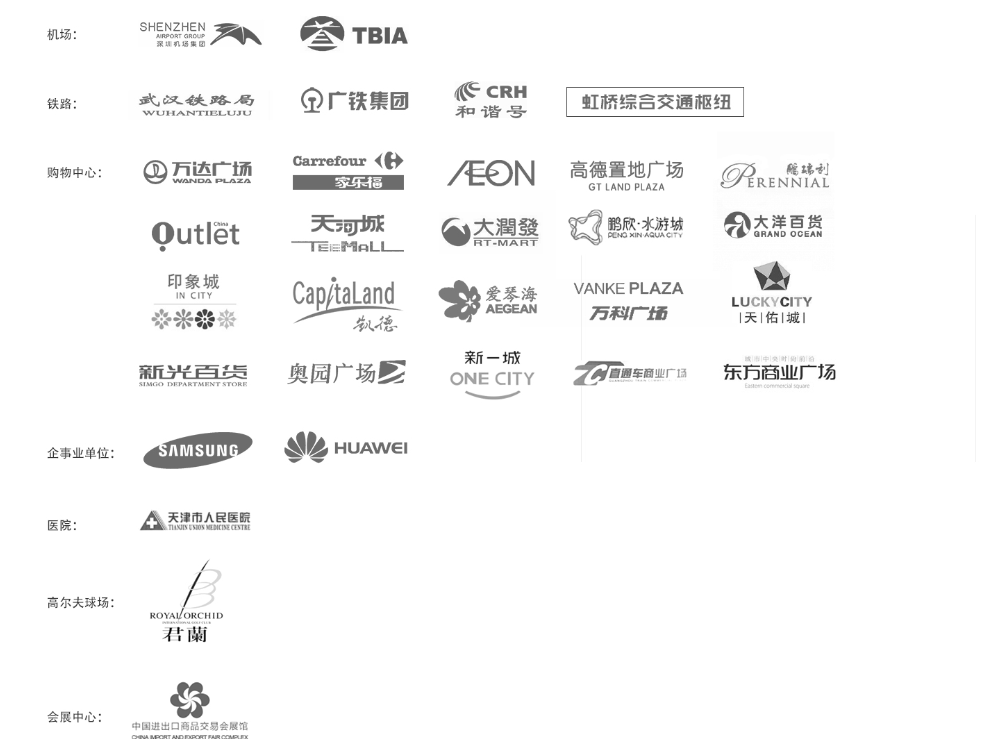 机场：
SHENZHEN
AIRPORT GROUP
深圳机场集团
TBIA
铁路：
武汉铁路局
WUHANTIELUJU
广铁集团
CRH
和谐号
虹桥综合交通枢纽
购物中心：
万达广场
WANDA PLAZA
Carrefour
家乐福
ÆON
高德置地广场
GT LAND PLAZA
鹏瑞利
PERENNIAL
China
Outlet
天河城
TEEMALL
大潤發
RT-MART
鹏欣·水游城
PENG XIN·AQUA CITY
大洋百货
GRAND OCEAN
印象城
IN CITY
CapitaLand
凯德
爱琴海
AEGEAN
VANKE PLAZA
万科广场
LUCKYCITY
|天|佑|城|
新光百货
SIMGO DEPARTMENT STORE
奥园广场
新一城
ONE CITY
直通车商业广场
东方商业广场
Eastern commercial square
企事业单位：
SAMSUNG
HUAWEI
医院：
天津市人民医院
TIANJIN UNION MEDICINE CENTRE
高尔夫球场：
ROYAL ORCHID
君蘭
会展中心：
中国进出口商品交易会展馆
CHINA IMPORT AND EXPORT FAIR COMPLEX